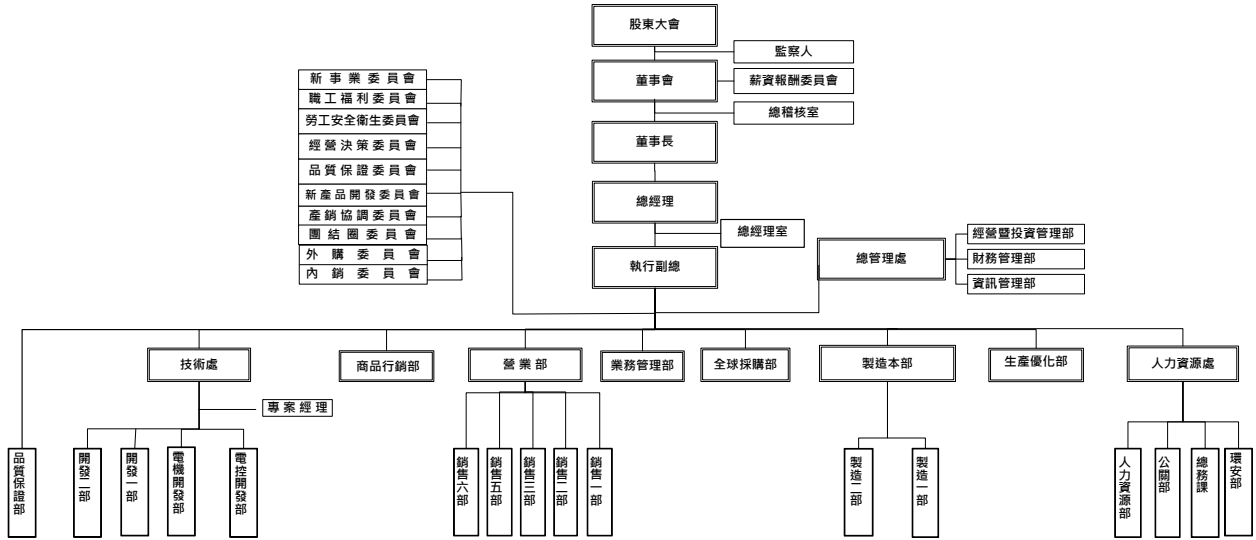 股東大會
監察人
董事會
薪資報酬委員會
總稽核室
董事長
總經理
總經理室
執行副總
新事業委員會
職工福利委員會
勞工安全衛生委員會
經營決策委員會
品質保證委員會
新產品開發委員會
產銷協調委員會
團結圈委員會
外購委員會
內銷委員會
總管理處
經營暨投資管理部
財務管理部
資訊管理部
技術處
商品行銷部
營業部
業務管理部
全球採購部
製造本部
生產優化部
人力資源處
專案經理
品質保證部
開發二部
開發一部
電機開發部
電控開發部
銷售六部
銷售五部
銷售三部
銷售二部
銷售一部
製造二部
製造一部
人力資源部
公關部
總務課
環安部